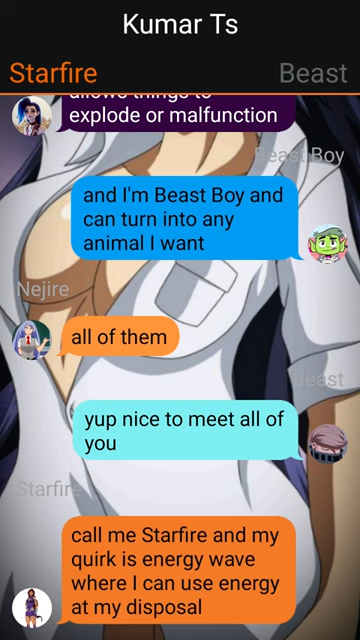 Kumar Ts
Starfire Beast
allows things to
explode or malfunction
Beast Boy
and I'm Beast Boy and
can turn into any
animal I want
Nejire
all of them
Beast
yup nice to meet all of
you
Starfire
call me Starfire and my
quirk is energy wave
where I can use energy
at my disposal